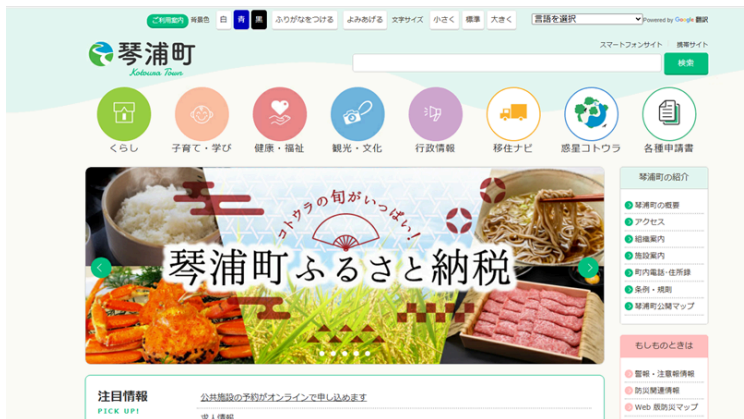 ご利用案内 背景色 白 青 黒 ふりがなをつける よみあげる 文字サイズ 小さく 標準 大きく 言語を選択 Powered by Google 翻訳
スマートフォンサイト 携帯サイト
琴浦町
Kotoura Town
検索
くらし 子育て・学び 健康・福祉 観光・文化 行政情報 移住ナビ 惑星コトウラ 各種申請書
コトウラの旬がいっぱい!
琴浦町ふるさと納税
琴浦町の紹介
琴浦町の概要
アクセス
組織案内
施設案内
町内電話・住所録
条例・規則
琴浦町公開マップ
もしものときは
警報・注意報情報
防災関連情報
Web 版防災マップ
注目情報
PICK UP!
公共施設の予約がオンラインで申し込めます
求人情報